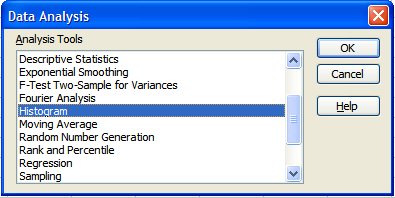 Data Analysis
Analysis Tools
Descriptive Statistics
Exponential Smoothing
F-Test Two-Sample for Variances
Fourier Analysis
Histogram
Moving Average
Random Number Generation
Rank and Percentile
Regression
Sampling
OK
Cancel
Help